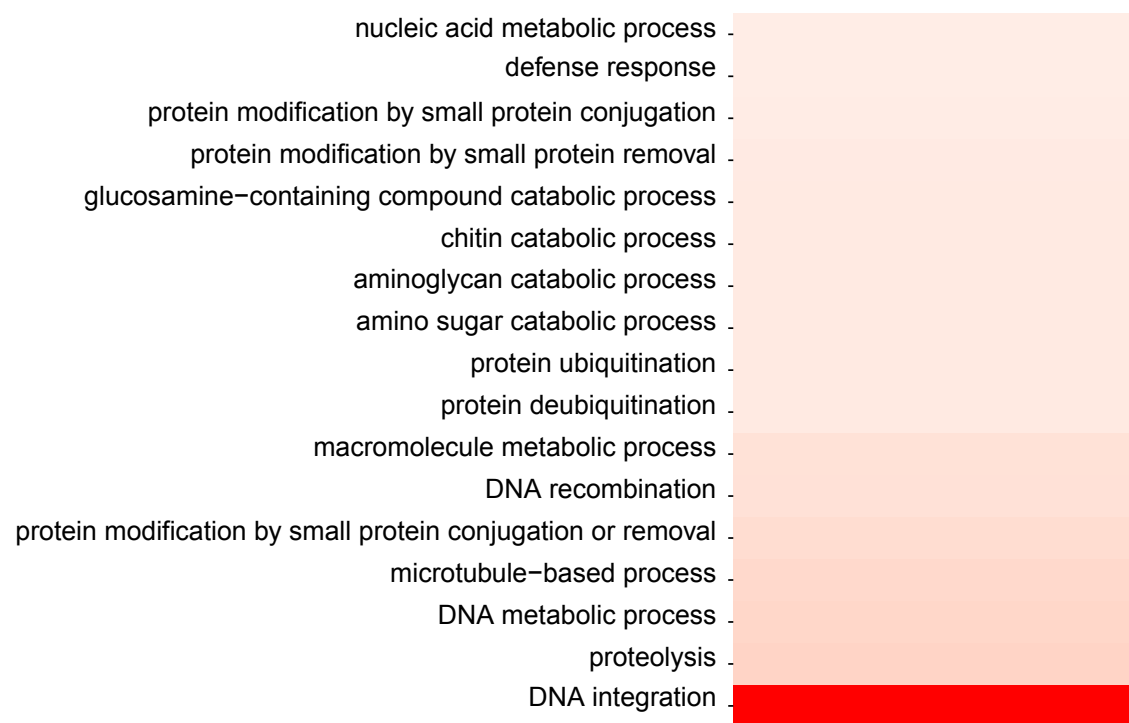 nucleic acid metabolic process
defense response
protein modification by small protein conjugation
protein modification by small protein removal
glucosamine−containing compound catabolic process
chitin catabolic process
aminoglycan catabolic process
amino sugar catabolic process
protein ubiquitination
protein deubiquitination
macromolecule metabolic process
DNA recombination
protein modification by small protein conjugation or removal
microtubule−based process
DNA metabolic process
proteolysis
DNA integration